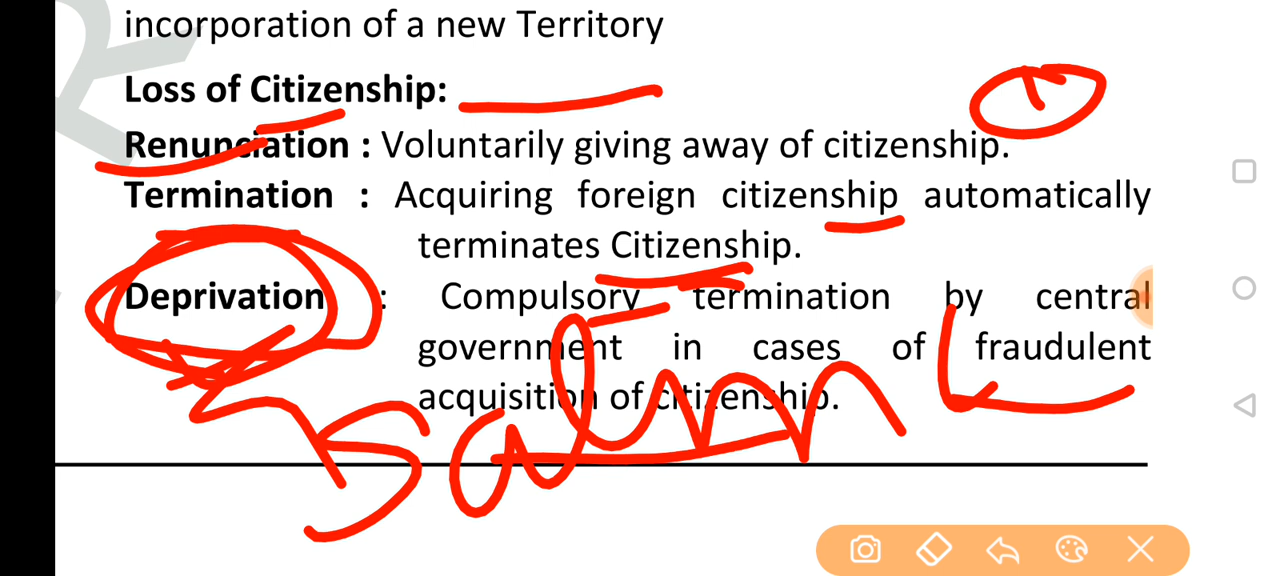 incorporation of a new Territory
Loss of Citizenship:
Renunciation : Voluntarily giving away of citizenship.
Termination : Acquiring foreign citizenship automatically
terminates Citizenship.
Deprivation : Compulsory termination by central
government in cases of fraudulent
acquisition of citizenship.